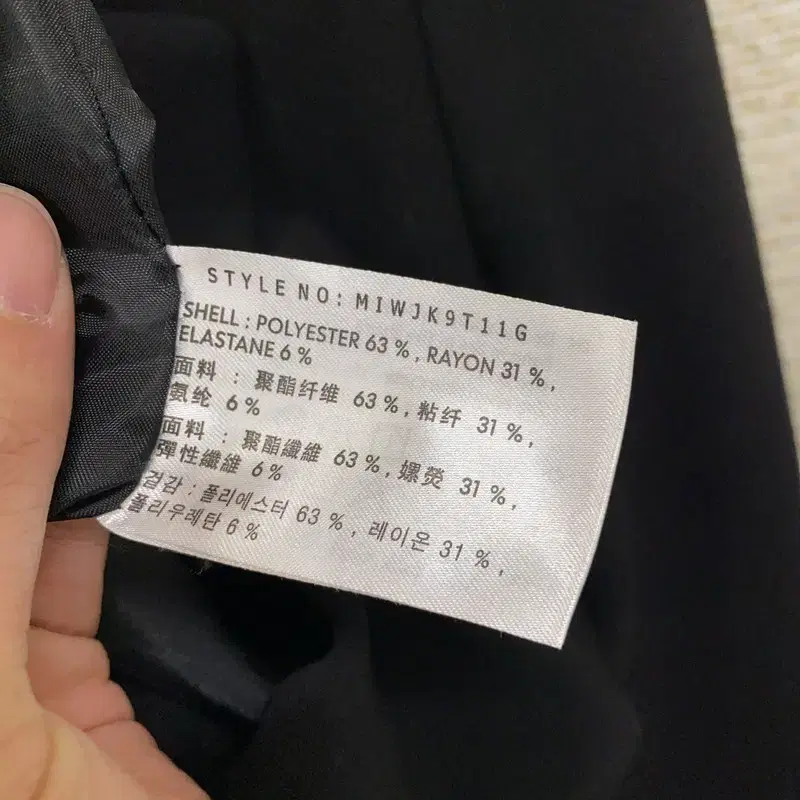 STYLE NO: MIWJK9T11G
SHELL : POLYESTER 63 % , RAYON 31 % ,
ELASTANE 6 %
面料 : 聚酯纤维 63 % , 粘纤 31 % ,
氨纶 6 %
面料 : 聚酯纖維 63 % , 嫘熒 31 % ,
彈性纖維 6 %
겉감 : 폴리에스터 63 % , 레이온 31 % ,
폴리우레탄 6 %